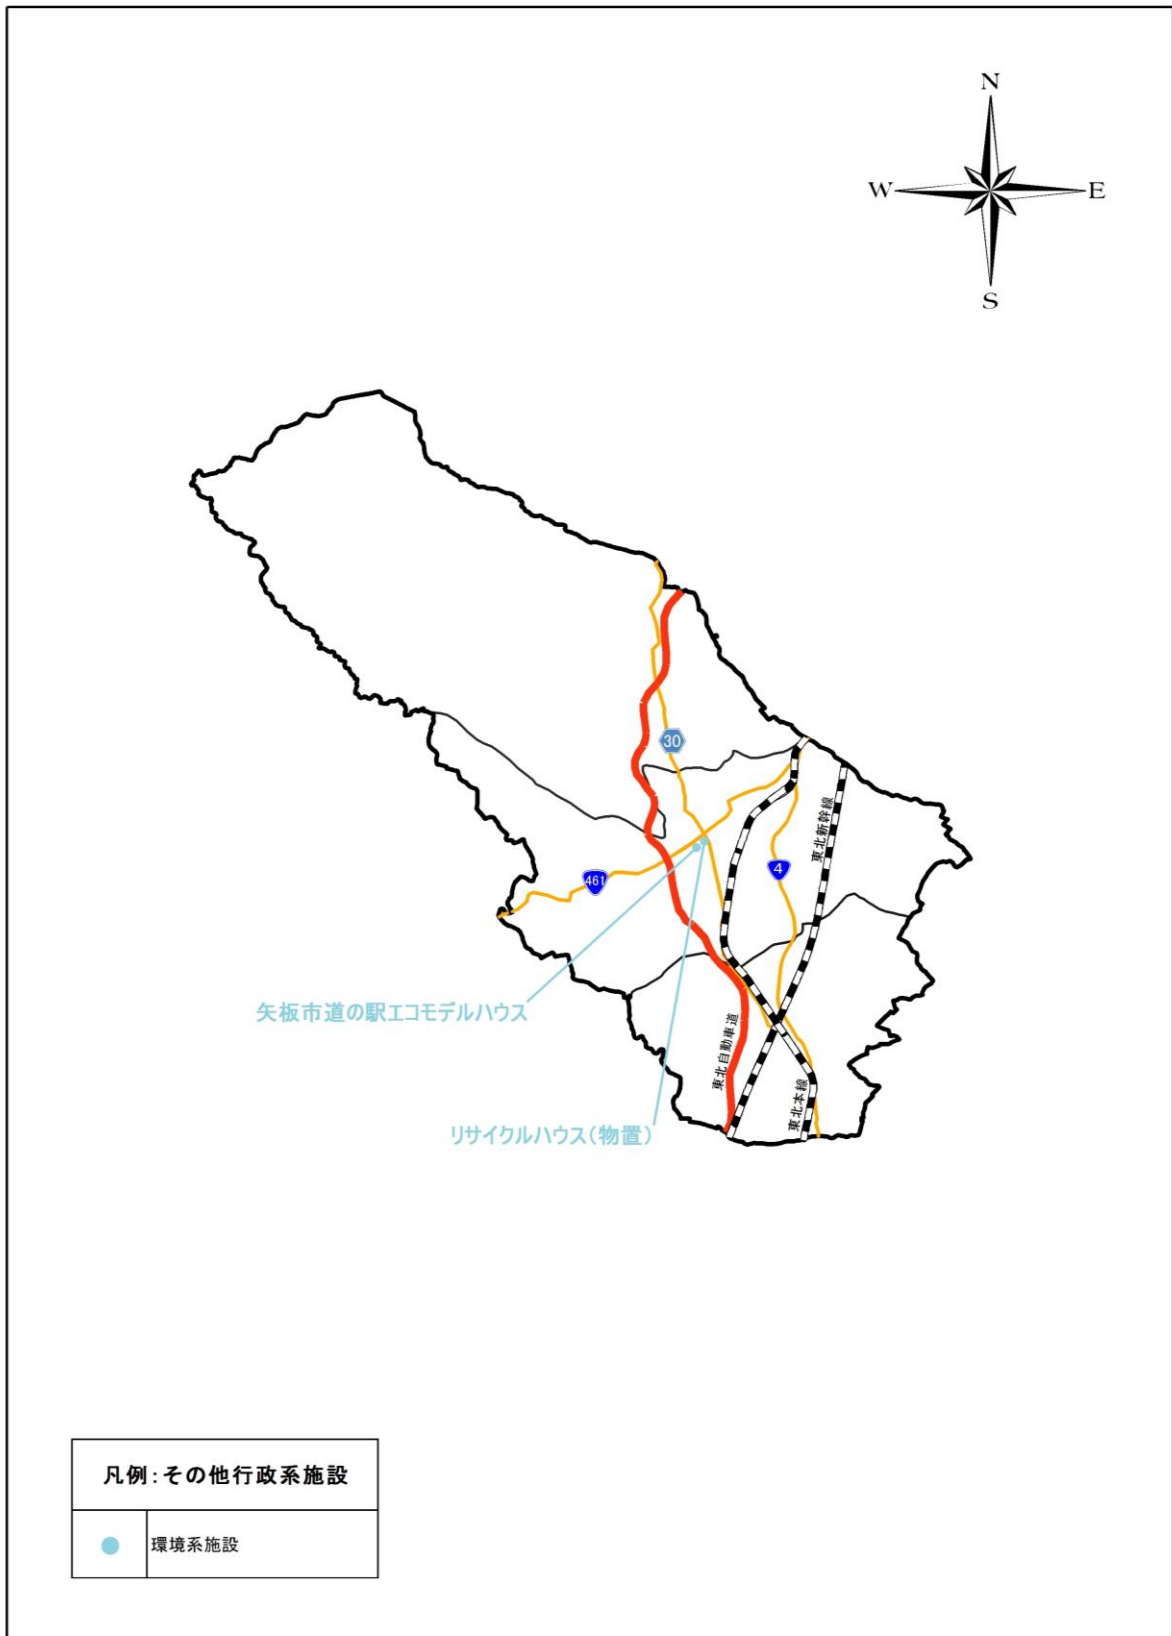 N
W
E
S
30
東北新幹線
4
461
矢板市道の駅エコモデルハウス
東北自動車道
東北本線
リサイクルハウス(物置)
凡例:その他行政系施設
環境系施設